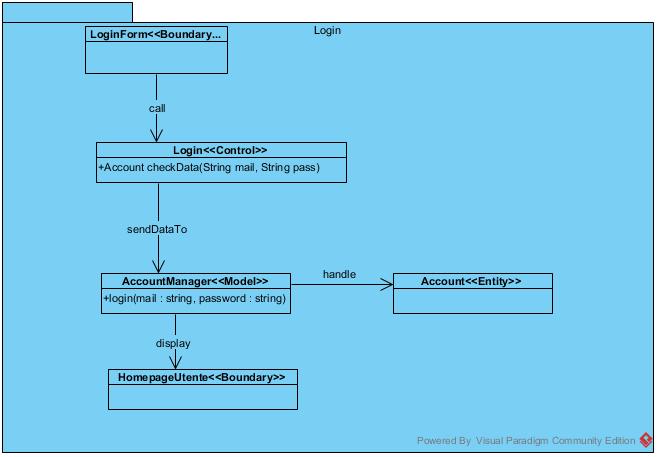 Login
LoginForm<<Boundary...
call
Login<<Control>>
+Account checkData(String mail, String pass)
sendDataTo
AccountManager<<Model>>
+login(mail : string, password : string)
handle
Account<<Entity>>
display
HomepageUtente<<Boundary>>
Powered By Visual Paradigm Community Edition